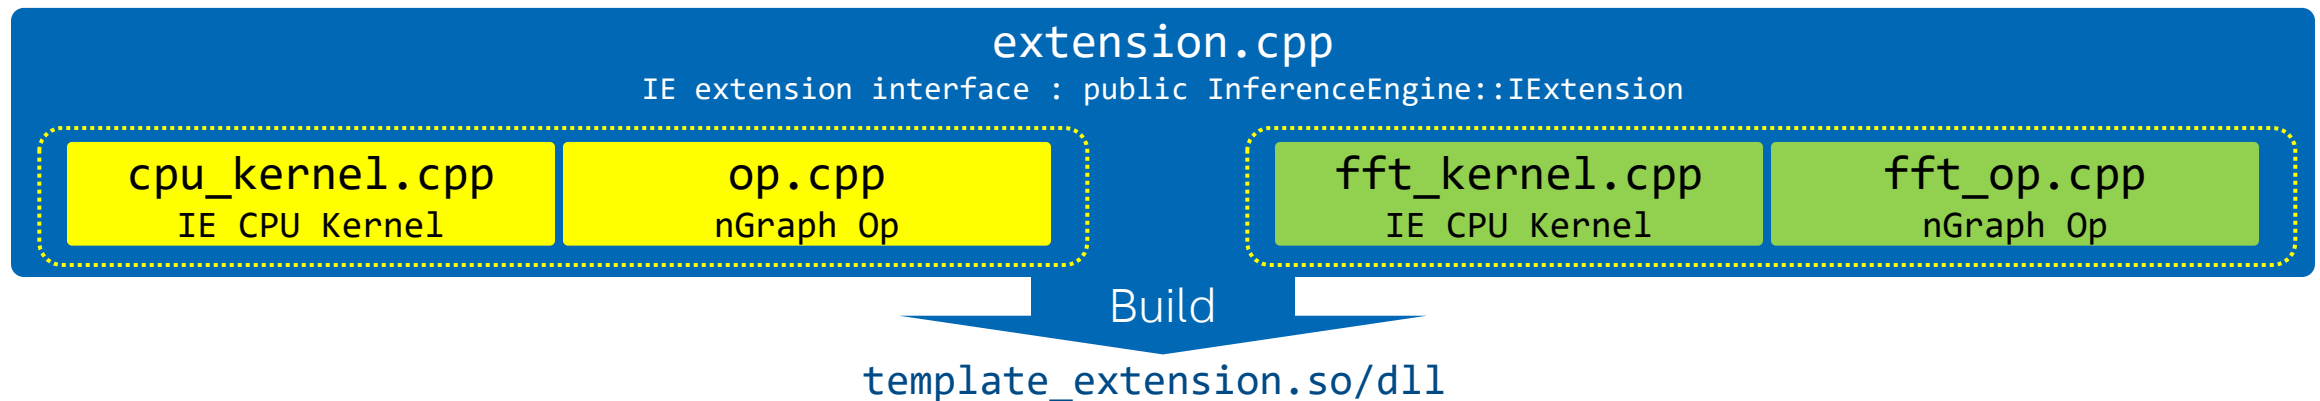 extension.cpp
IE extension interface : public InferenceEngine::IExtension
cpu_kernel.cpp
IE CPU Kernel
op.cpp
nGraph Op
fft_kernel.cpp
IE CPU Kernel
fft_op.cpp
nGraph Op
Build
template_extension.so/dll